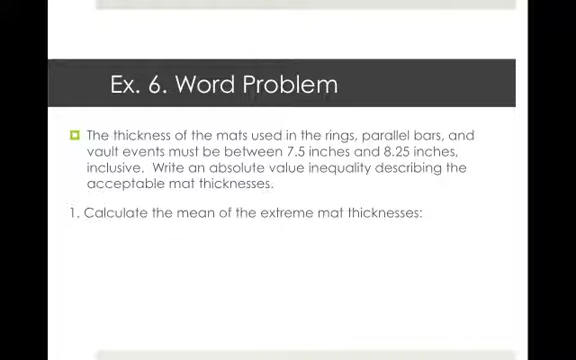 Ex. 6. Word Problem
The thickness of the mats used in the rings, parallel bars, and
vault events must be between 7.5 inches and 8.25 inches,
inclusive. Write an absolute value inequality describing the
acceptable mat thicknesses.
1. Calculate the mean of the extreme mat thicknesses: